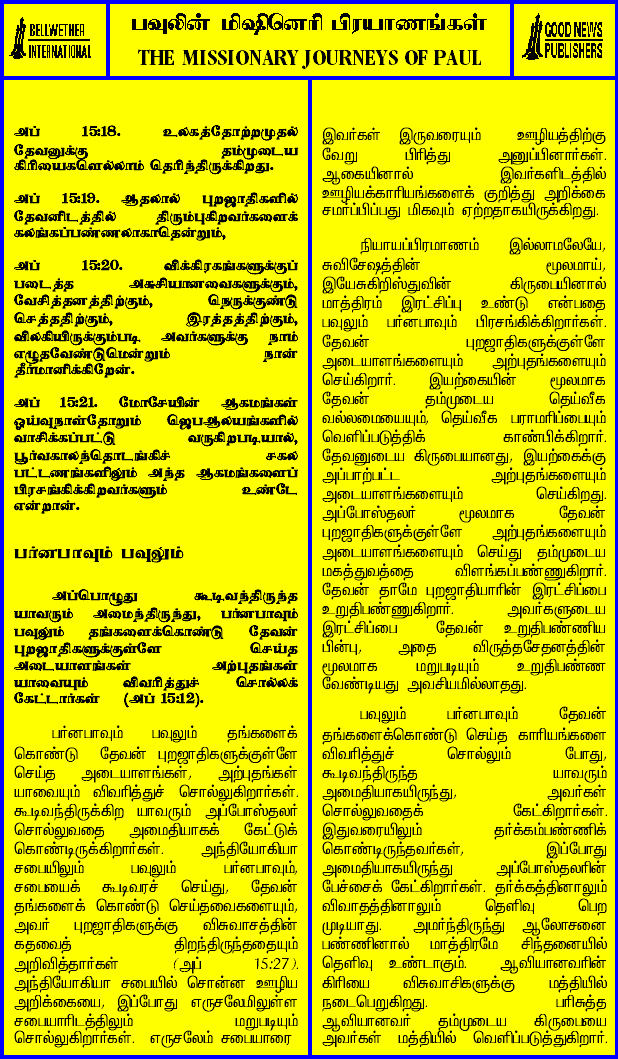 BELLWETHER
INTERNATIONAL
பவுலின் மிஷினெரி பிரயாணங்கள்
THE MISSIONARY JOURNEYS OF PAUL
GOOD NEWS
PUBLISHERS
அப் 15:18. உலகத்தோற்றமுதல்
தேவனுக்கு தம்முடைய
கிரியைகளெல்லாம் தெரிந்திருக்கிறது.
அப் 15:19. ஆதலால் புறஜாதிகளில்
தேவனிடத்தில் திரும்புகிறவர்களைக்
கலங்கப்பண்ணலாகாதென்றும்,
அப் 15:20. விக்கிரகங்களுக்குப்
படைத்த அசுசியானவைகளுக்கும்,
வேசித்தனத்திற்கும், நெருக்குண்டு
செத்ததிற்கும், இரத்தத்திற்கும்,
விலகியிருக்கும்படி அவர்களுக்கு நாம்
எழுதவேண்டுமென்றும் நான்
தீர்மானிக்கிறேன்.
அப் 15:21. மோசேயின் ஆகமங்கள்
ஓய்வுநாள்தோறும் ஜெபஆலயங்களில்
வாசிக்கப்பட்டு வருகிறபடியால்,
பூர்வகாலந்தொடங்கிச் சகல
பட்டணங்களிலும் அந்த ஆகமங்களைப்
பிரசங்கிக்கிறவர்களும் உண்டே
என்றான்.
பர்னபாவும் பவுலும்
அப்பொழுது கூடிவந்திருந்த
யாவரும் அமைந்திருந்து, பர்னபாவும்
பவுலும் தங்களைக்கொண்டு தேவன்
புறஜாதிகளுக்குள்ளே செய்த
அடையாளங்கள் அற்புதங்கள்
யாவையும் விவரித்துச் சொல்லக்
கேட்டார்கள் (அப் 15:12).
பர்னபாவும் பவுலும் தங்களைக்
கொண்டு தேவன் புறஜாதிகளுக்குள்ளே
செய்த அடையாளங்கள், அற்புதங்கள்
யாவையும் விவரித்துச் சொல்லுகிறார்கள்.
கூடிவந்திருக்கிற யாவரும் அப்போஸ்தலர்
சொல்லுவதை அமைதியாகக் கேட்டுக்
கொண்டிருக்கிறார்கள். அந்தியோகியா
சபையிலும் பவுலும் பர்னபாவும்,
சபையைக் கூடிவரச் செய்து, தேவன்
தங்களைக் கொண்டு செய்தவைகளையும்,
அவர் புறஜாதிகளுக்கு விசுவாசத்தின்
கதவைத் திறந்திருந்ததையும்
அறிவித்தார்கள் (அப் 15:27).
அந்தியோகியா சபையில் சொன்ன ஊழிய
அறிக்கையை, இப்போது எருசலேமிலுள்ள
சபையாரிடத்திலும் மறுபடியும்
சொல்லுகிறார்கள். எருசலேம் சபையாரை
இவர்கள் இருவரையும் ஊழியத்திற்கு
வேறு பிரித்து அனுப்பினார்கள்.
ஆகையினால் இவர்களிடத்தில்
ஊழியக்காரியங்களைக் குறித்து அறிக்கை
சமர்ப்பிப்பது மிகவும் ஏற்றதாகயிருக்கிறது.
நியாயப்பிரமாணம் இல்லாமலேயே,
சுவிசேஷத்தின் மூலமாய்,
இயேசுகிறிஸ்துவின் கிருபையினால்
மாத்திரம் இரட்சிப்பு உண்டு என்பதை
பவுலும் பர்னபாவும் பிரசங்கிக்கிறார்கள்.
தேவன் புறஜாதிகளுக்குள்ளே
அடையாளங்களையும் அற்புதங்களையும்
செய்கிறார். இயற்கையின் மூலமாக
தேவன் தம்முடைய தெய்வீக
வல்லமையையும், தெய்வீக பராமரிப்பையும்
வெளிப்படுத்திக் காண்பிக்கிறார்.
தேவனுடைய கிருபையானது, இயற்கைக்கு
அப்பாற்பட்ட அற்புதங்களையும்
அடையாளங்களையும் செய்கிறது.
அப்போஸ்தலர் மூலமாக தேவன்
புறஜாதிகளுக்குள்ளே அற்புதங்களையும்
அடையாளங்களையும் செய்து தம்முடைய
மகத்துவத்தை விளங்கப்பண்ணுகிறார்.
தேவன் தாமே புறஜாதியாரின் இரட்சிப்பை
உறுதிபண்ணுகிறார். அவர்களுடைய
இரட்சிப்பை தேவன் உறுதிபண்ணிய
பின்பு, அதை விருத்தசேதனத்தின்
மூலமாக மறுபடியும் உறுதிபண்ண
வேண்டியது அவசியமில்லாதது.
பவுலும் பர்னபாவும் தேவன்
தங்களைக்கொண்டு செய்த காரியங்களை
விவரித்துச் சொல்லும் போது,
கூடிவந்திருந்த யாவரும்
அமைதியாகயிருந்து, அவர்கள்
சொல்லுவதைக் கேட்கிறார்கள்.
இதுவரையிலும் தர்க்கம்பண்ணிக்
கொண்டிருந்தவர்கள், இப்போது
அமைதியாகயிருந்து அப்போஸ்தலரின்
பேச்சைக் கேட்கிறார்கள். தர்க்கத்தினாலும்
விவாதத்தினாலும் தெளிவு பெற
முடியாது. அமர்ந்திருந்து ஆலோசனை
பண்ணினால் மாத்திரமே சிந்தனையில்
தெளிவு உண்டாகும். ஆவியானவரின்
கிரியை விசுவாசிகளுக்கு மத்தியில்
நடைபெறுகிறது. பரிசுத்த
ஆவியானவர் தம்முடைய கிருபையை
அவர்கள் மத்தியில் வெளிப்படுத்துகிறார்.